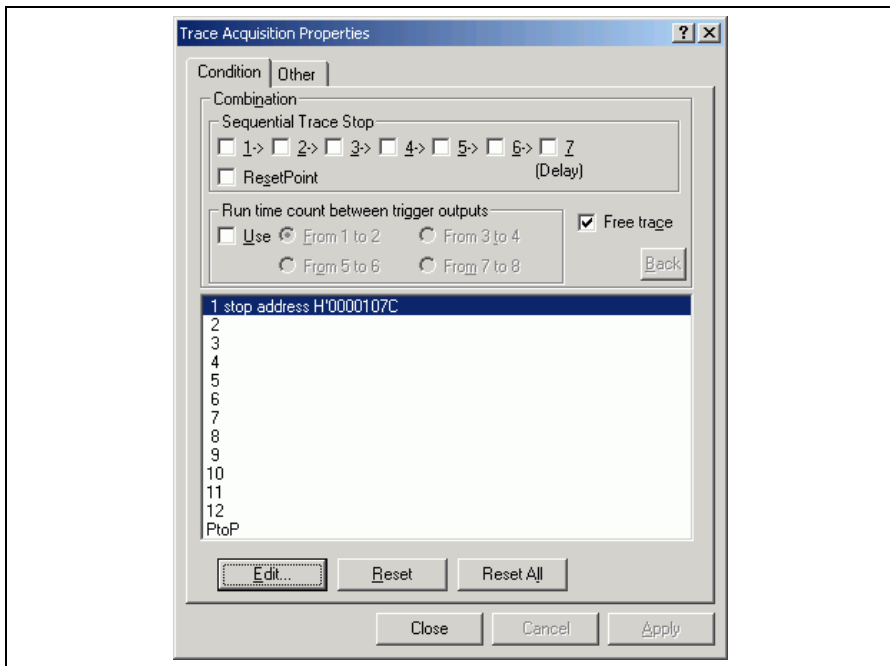 Trace Acquisition Properties
Condition Other
Combination
Sequential Trace Stop
1-> 2-> 3-> 4-> 5-> 6-> 7
(Delay)
ResetPoint
Run time count between trigger outputs
Use From 1 to 2 From 3 to 4
Free trace
From 5 to 6 From 7 to 8
Back
1 stop address H'0000107C
2
3
4
5
6
7
8
9
10
11
12
PtoP
Edit... Reset Reset All
Close Cancel Apply